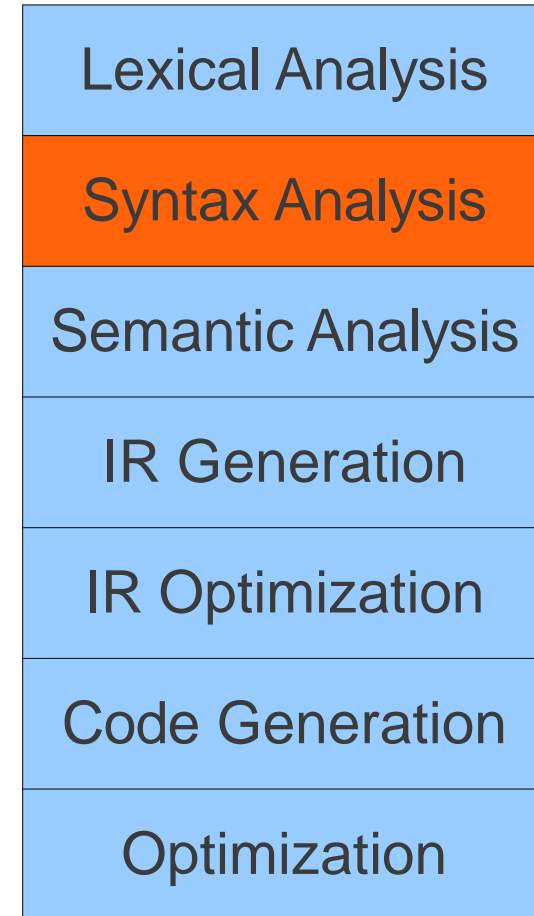 Lexical Analysis
Syntax Analysis
Semantic Analysis
IR Generation
IR Optimization
Code Generation
Optimization